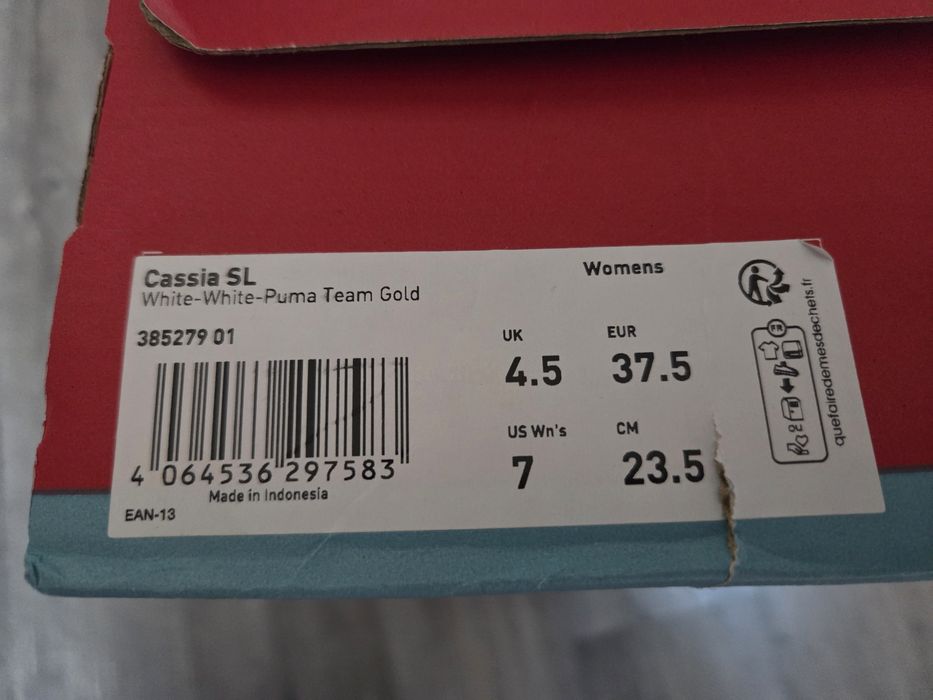 Cassia SL
White-White-Puma Team Gold
Womens
385279 01
UK
EUR
4.5
37.5
US Wn's
CM
7
23.5
4 064536 297583
Made in Indonesia
EAN-13
FR
quefairedemesdechets.fr